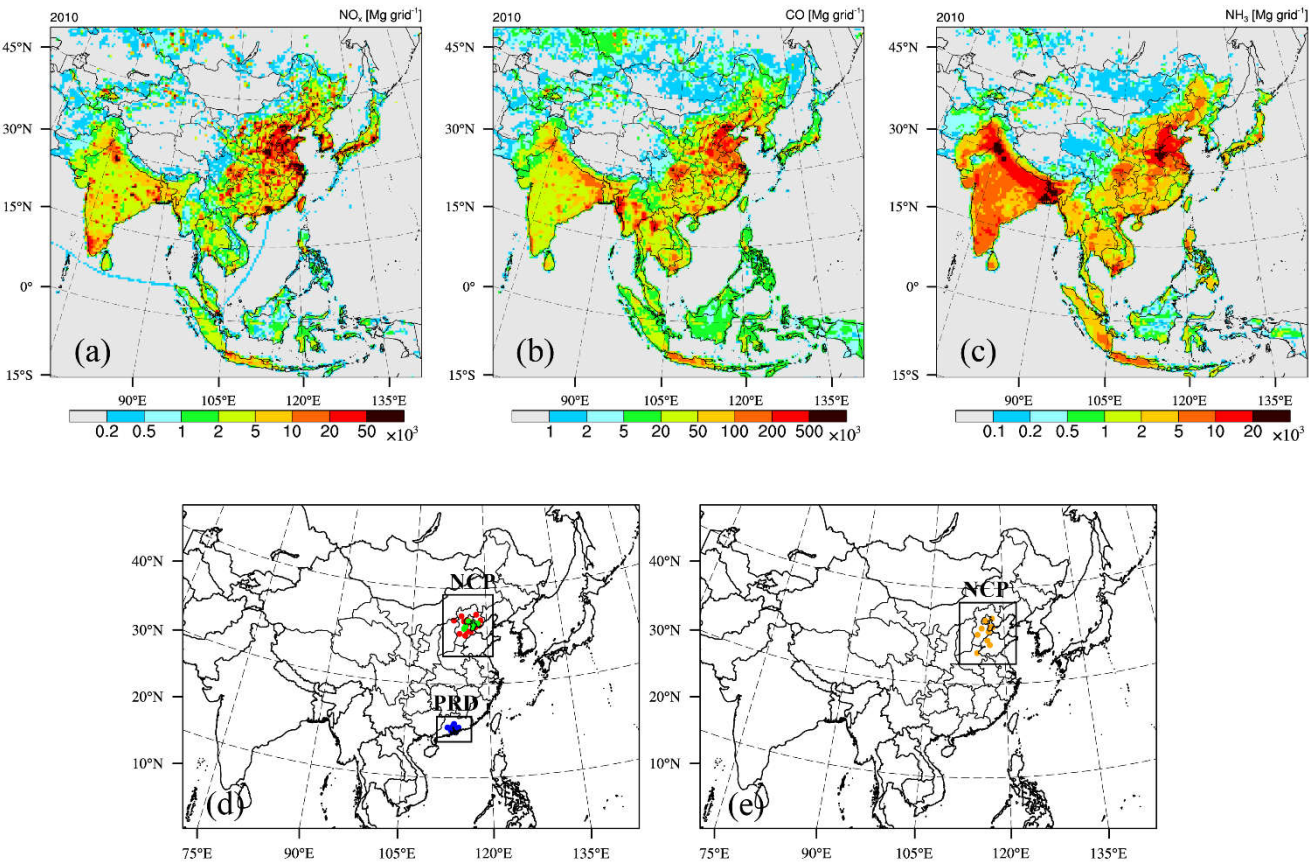 2010 NOₓ [Mg grid⁻¹]
45°N
30°N
15°N
0°
15°S
(a)
90°E 105°E 120°E 135°E
0.2 0.5 1 2 5 10 20 50 ×10³
2010 CO [Mg grid⁻¹]
45°N
30°N
15°N
0°
15°S
(b)
90°E 105°E 120°E 135°E
1 2 5 20 50 100 200 500 ×10³
2010 NH₃ [Mg grid⁻¹]
45°N
30°N
15°N
0°
15°S
(c)
90°E 105°E 120°E 135°E
0.1 0.2 0.5 1 2 5 10 20 ×10³
40°N
30°N
20°N
10°N
NCP
PRD
(d)
75°E 90°E 105°E 120°E 135°E
40°N
30°N
20°N
10°N
NCP
(e)
75°E 90°E 105°E 120°E 135°E